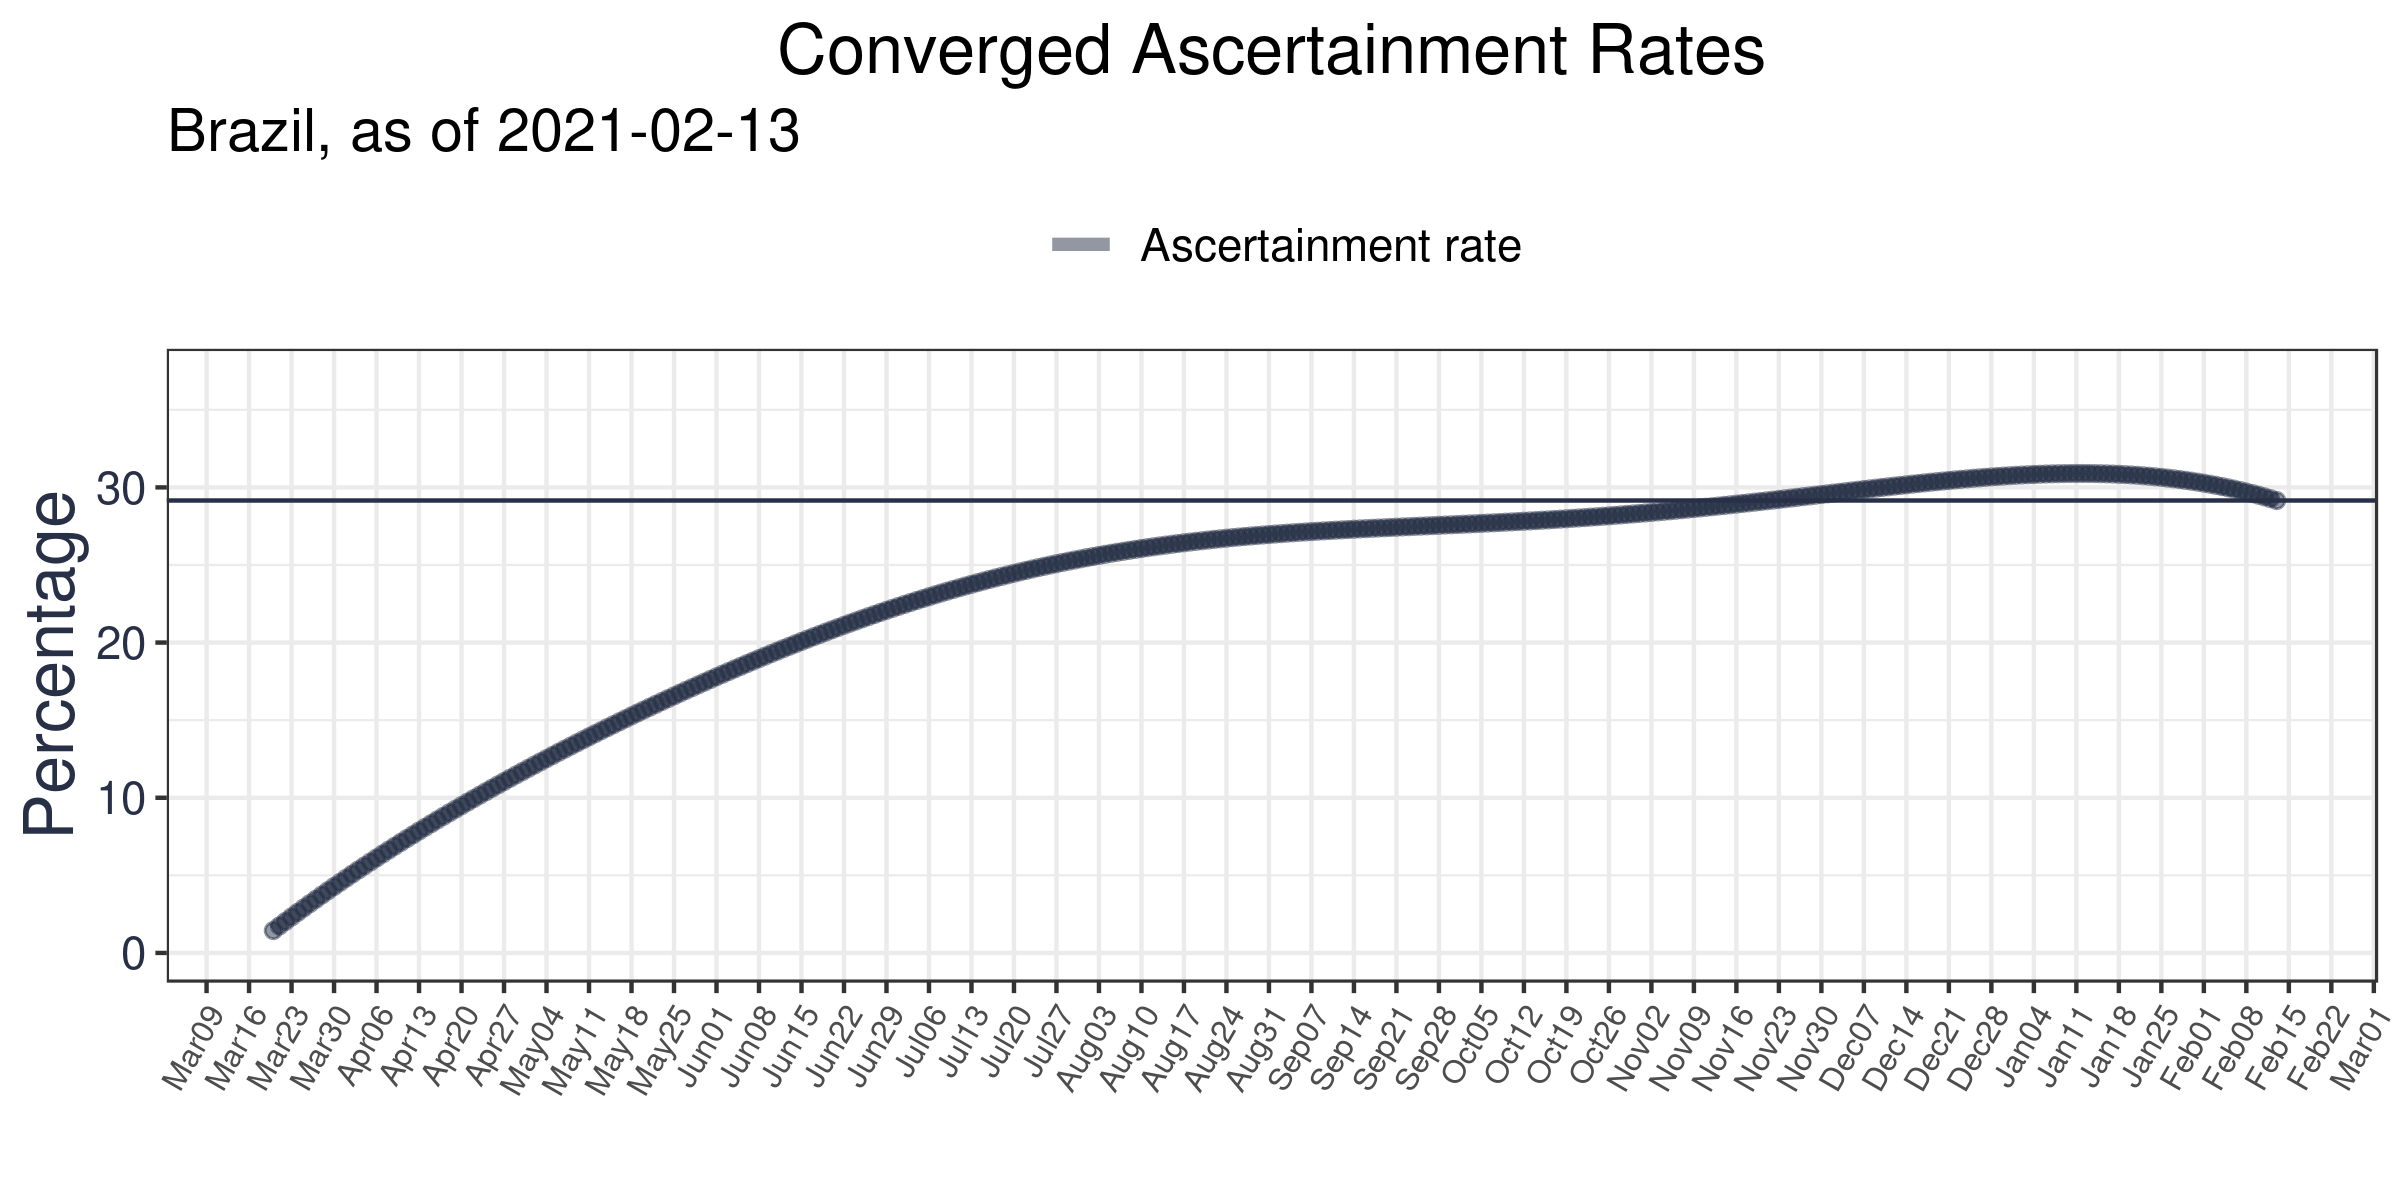 Converged Ascertainment Rates
Brazil, as of 2021-02-13
Ascertainment rate
Percentage
30
20
10
0
Mar09 Mar16 Mar23 Mar30 Apr06 Apr13 Apr20 Apr27 May04 May11 May18 May25 Jun01 Jun08 Jun15 Jun22 Jun29 Jul06 Jul13 Jul20 Jul27 Aug03 Aug10 Aug17 Aug24 Aug31 Sep07 Sep14 Sep21 Sep28 Oct05 Oct12 Oct19 Oct26 Nov02 Nov09 Nov16 Nov23 Nov30 Dec07 Dec14 Dec21 Dec28 Jan04 Jan11 Jan18 Jan25 Feb01 Feb08 Feb15 Feb22 Mar01